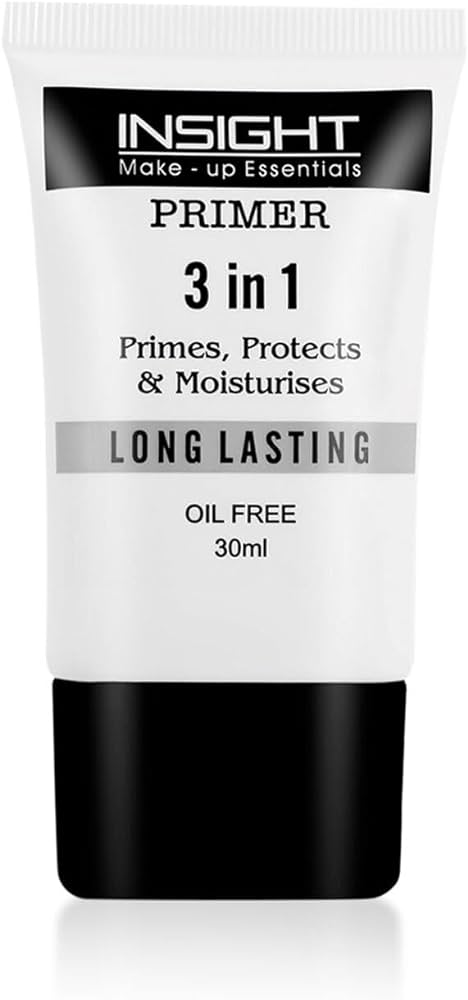 INSIGHT
Make - up Essentials
PRIMER
3 in 1
Primes, Protects
& Moisturises
LONG LASTING
OIL FREE
30ml